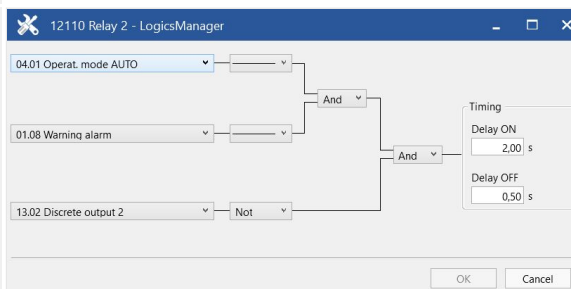 12110 Relay 2 - LogicsManager
04.01 Operat. mode AUTO
And
Timing
Delay ON
01.08 Warning alarm
And
2,00 s
Delay OFF
0,50 s
13.02 Discrete output 2 Not
OK Cancel